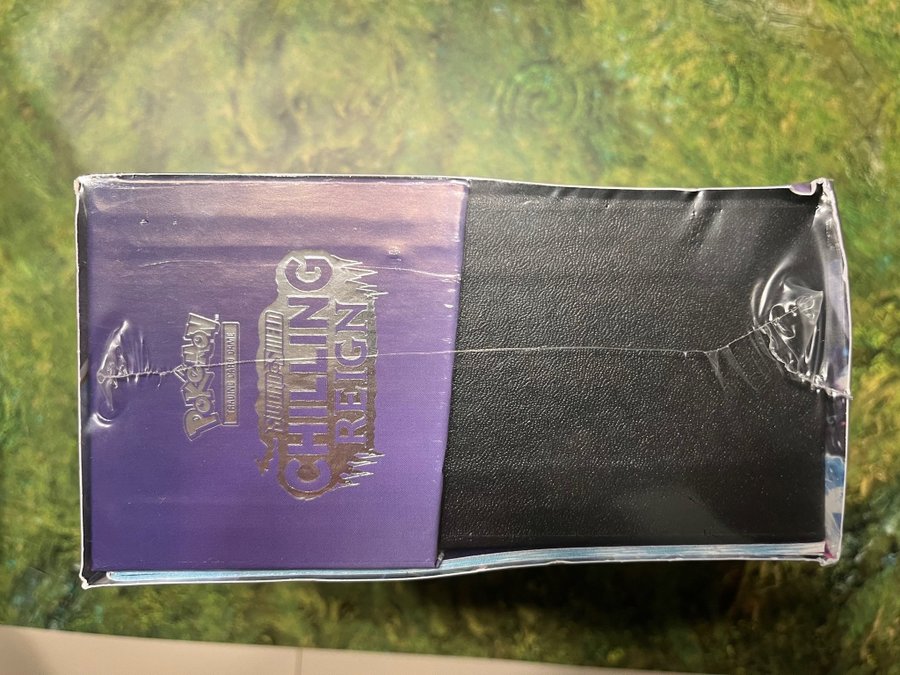 POKÉMON
TRADING CARD GAME
SWORD & SHIELD
CHILLING
REIGN